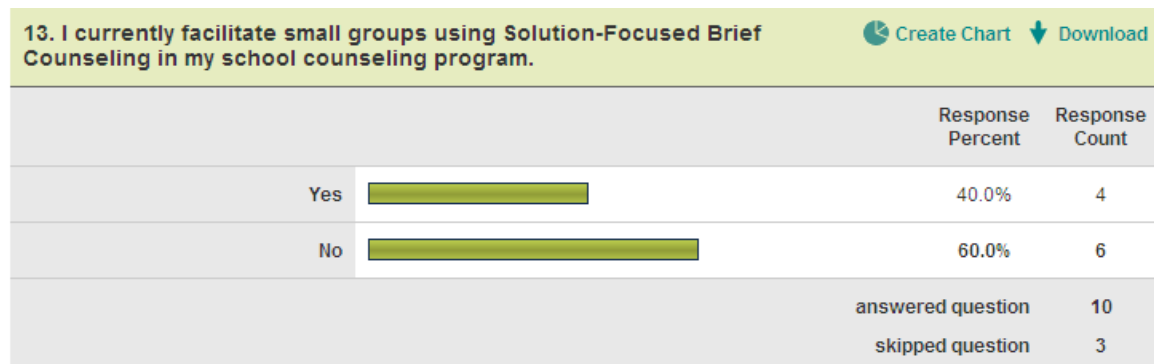 13. I currently facilitate small groups using Solution-Focused Brief
Counseling in my school counseling program.
Create Chart Download
Response Percent Response Count
Yes 40.0% 4
No 60.0% 6
answered question 10
skipped question 3